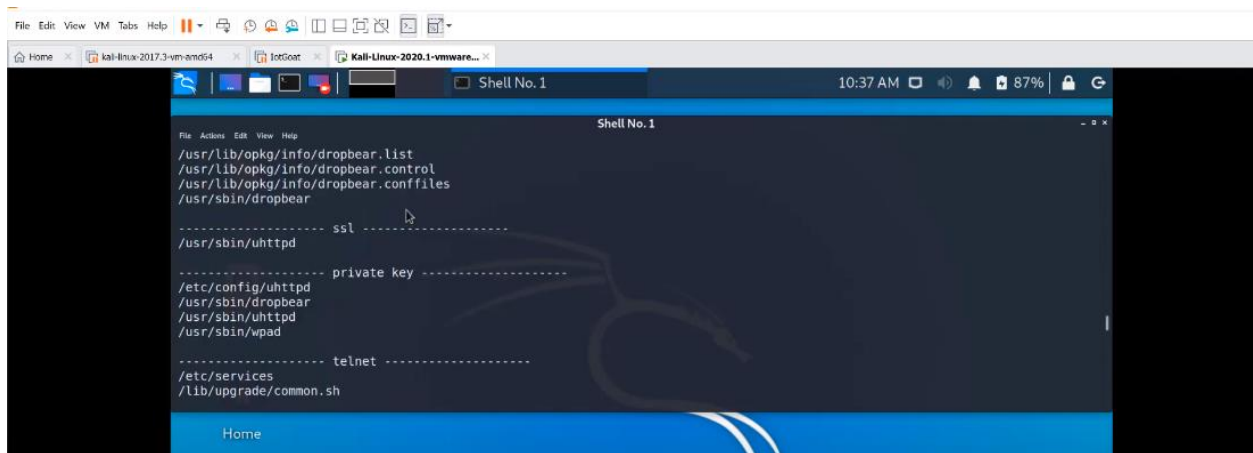 File Edit View VM Tabs Help
Home kali-linux-2017.3-vm-amd64 IotGoat Kali-Linux-2020.1-vmware...
Shell No. 1 10:37 AM 87%
Shell No. 1
File Actions Edit View Help
/usr/lib/opkg/info/dropbear.list
/usr/lib/opkg/info/dropbear.control
/usr/lib/opkg/info/dropbear.conffiles
/usr/sbin/dropbear
-------------------- ssl --------------------
/usr/sbin/uhttpd
-------------------- private key --------------------
/etc/config/uhttpd
/usr/sbin/dropbear
/usr/sbin/uhttpd
/usr/sbin/wpad
-------------------- telnet --------------------
/etc/services
/lib/upgrade/common.sh
Home